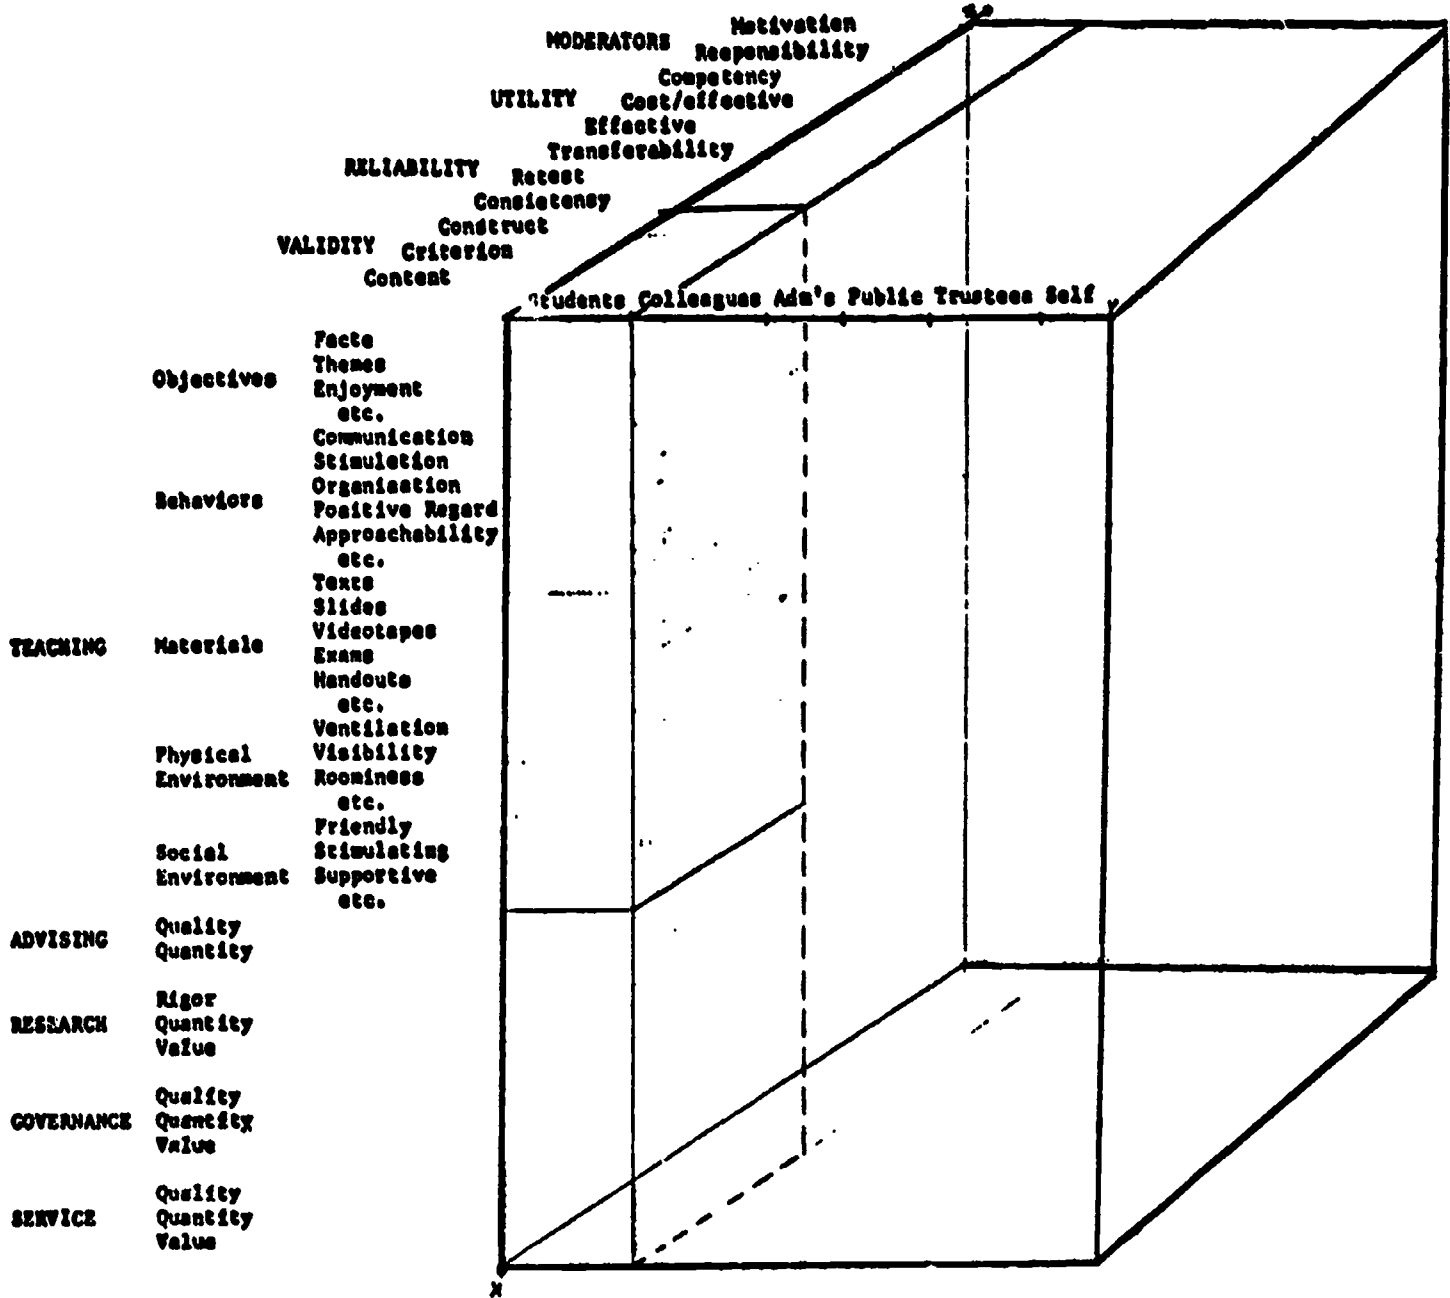 Motivation
MODERATORS Responsibility
Competency
UTILITY Cost/effective
Effective
Transferability
RELIABILITY Retest
Consistency
Construct
VALIDITY Criterion
Content
Students Colleagues Adm's Public Trustees Self Y
Facts
Themes
Objectives Enjoyment
etc.
Communication
Stimulation
Organization
Behaviors Positive Regard
Approachability
etc.
Texts
Slides
Videotapes
TEACHING Materials Exams
Handouts
etc.
Ventilation
Physical Visibility
Environment Roominess
etc.
Friendly
Social Stimulating
Environment Supportive
etc.
Quality
ADVISING Quantity
Rigor
RESEARCH Quantity
Value
Quality
GOVERNANCE Quantity
Value
Quality
SERVICE Quantity
Value
X